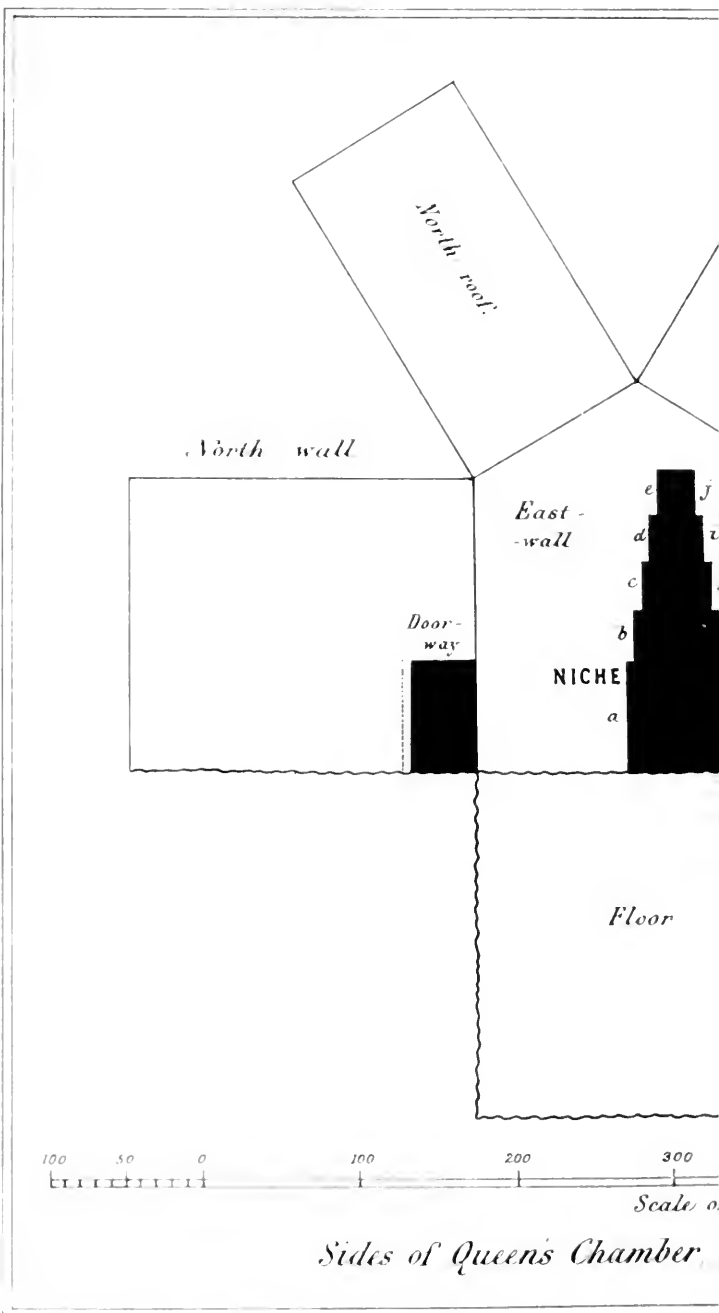 North roof.
North wall
East-
-wall
e
j
d
c
b
Door-
way
NICHE
a
Floor
100 50 0 100 200 300
Scale
Sides of Queen's Chamber,